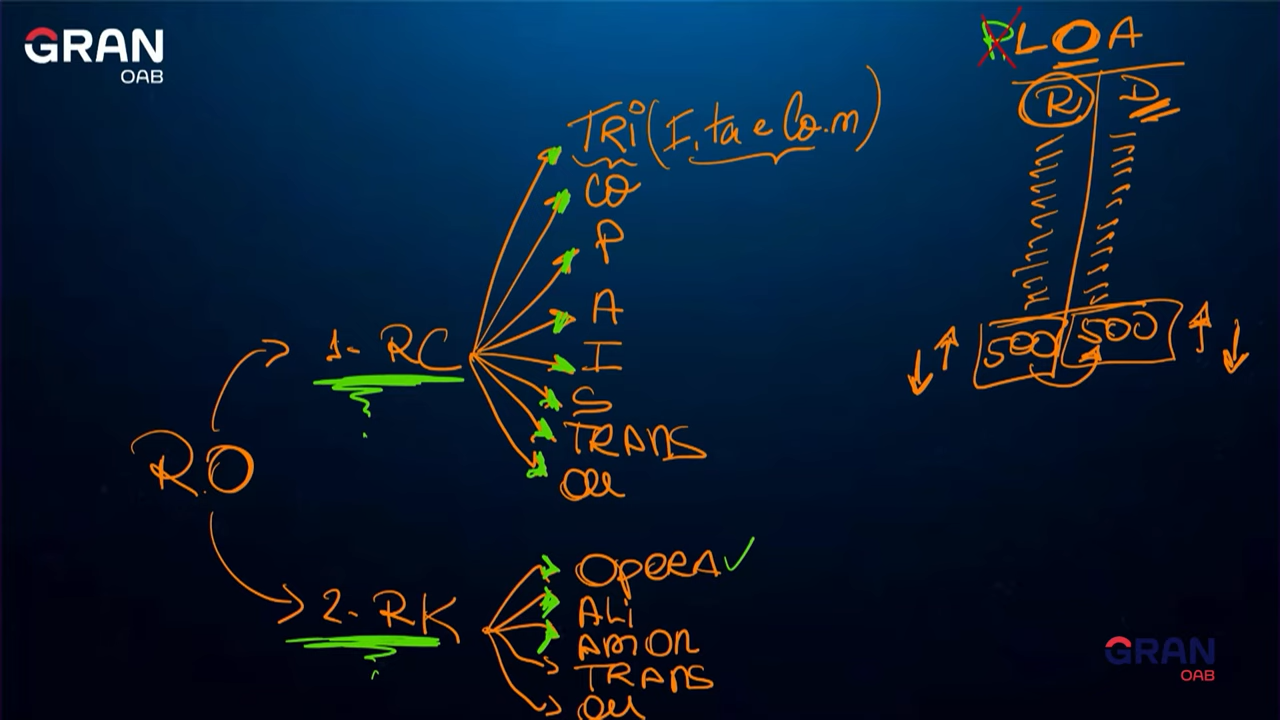 GRAN
OAB
PLOA
R D
TRi (I, ta e Co.m)
CO
P
A
I
S
TRANS
OU
1- RC
500 500
R.O
2- RK
OPERA ✓
ALi
AMOR
TRANS
OU
GRAN
OAB